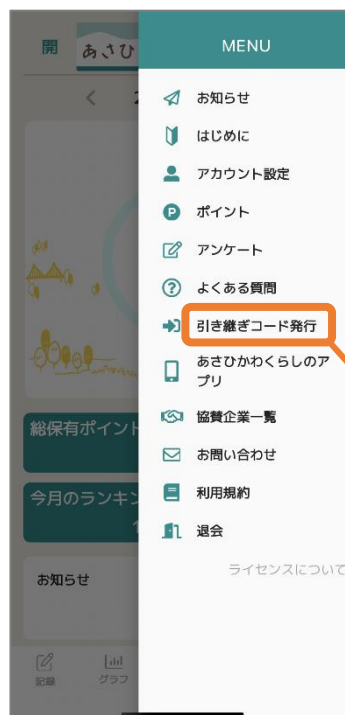 開
あさひ
MENU
お知らせ
はじめに
アカウント設定
ポイント
アンケート
よくある質問
引き継ぎコード発行
あさひかわくらしのア
プリ
協賛企業一覧
お問い合わせ
利用規約
退会
ライセンスについて
総保有ポイント
今月のランキン
お知らせ
記録
グラフ